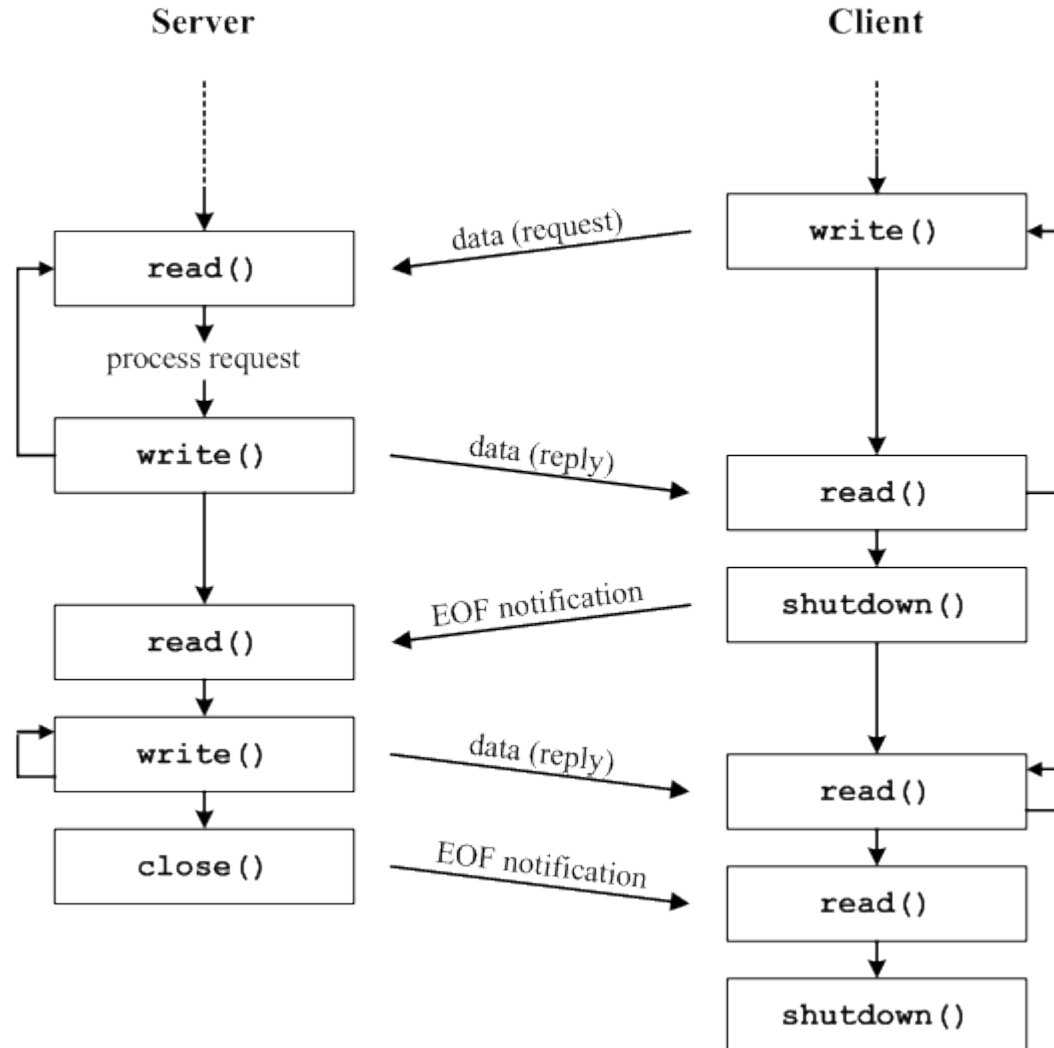 Server
Client
write()
data (request)
read()
process request
write()
data (reply)
read()
shutdown()
EOF notification
read()
write()
data (reply)
read()
close()
EOF notification
read()
shutdown()